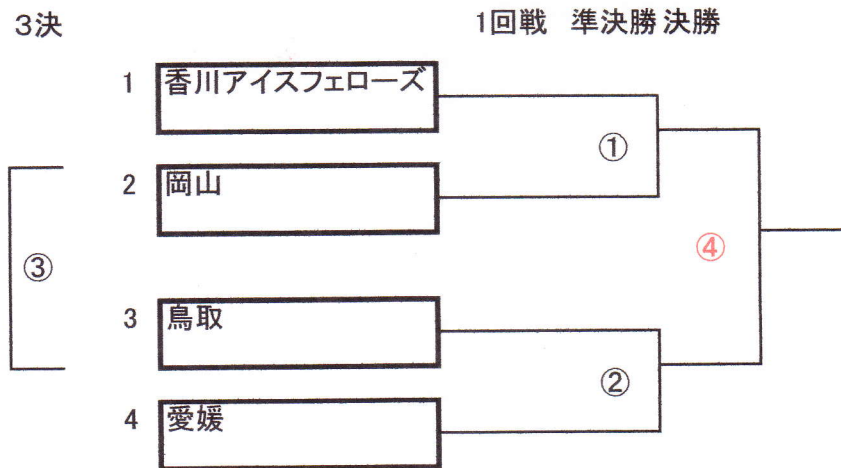 3決
1回戦 準決勝 決勝
1 香川アイスフェローズ
①
2 岡山
③
④
3 鳥取
②
4 愛媛